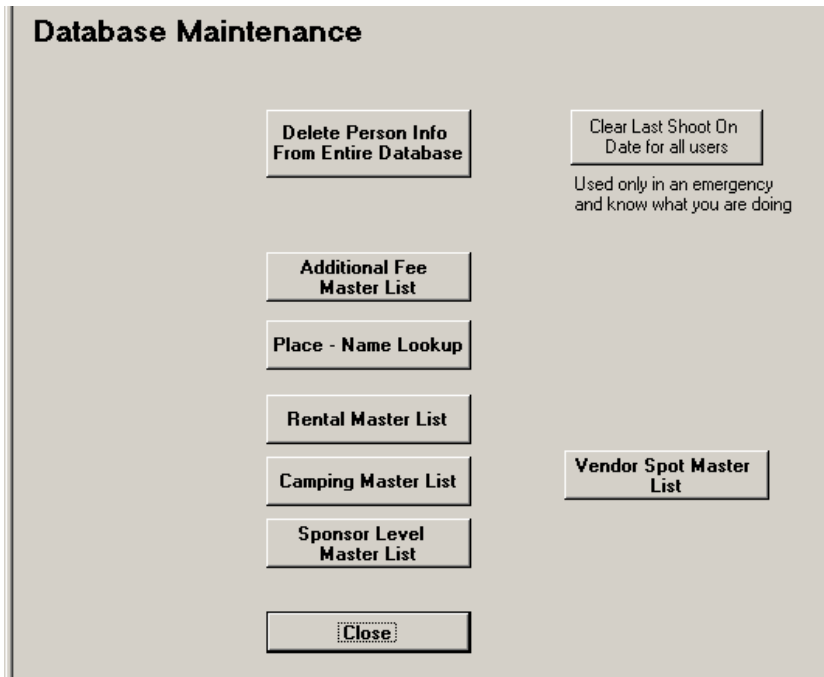 Database Maintenance
Delete Person Info
From Entire Database
Clear Last Shoot On
Date for all users
Used only in an emergency
and know what you are doing
Additional Fee
Master List
Place - Name Lookup
Rental Master List
Camping Master List
Vendor Spot Master
List
Sponsor Level
Master List
Close